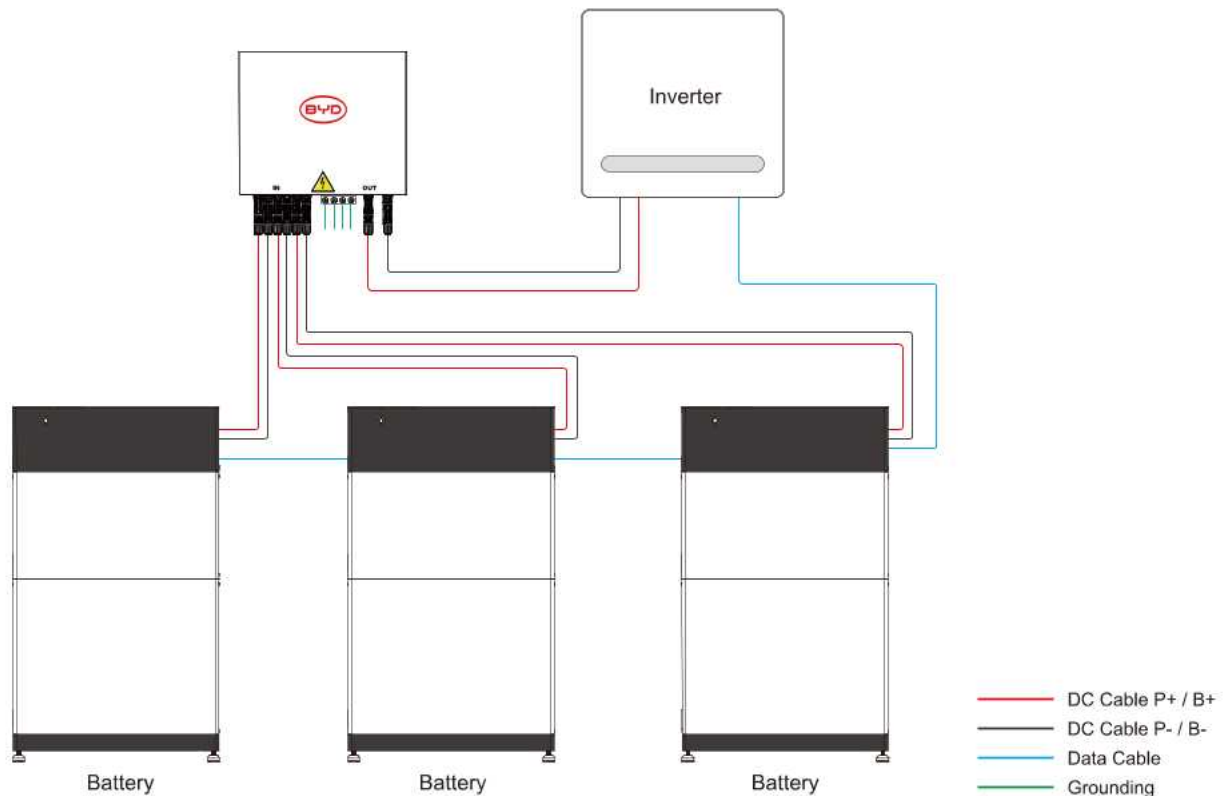 BYD
IN
OUT
Inverter
Battery
Battery
Battery
DC Cable P+ / B+
DC Cable P- / B-
Data Cable
Grounding